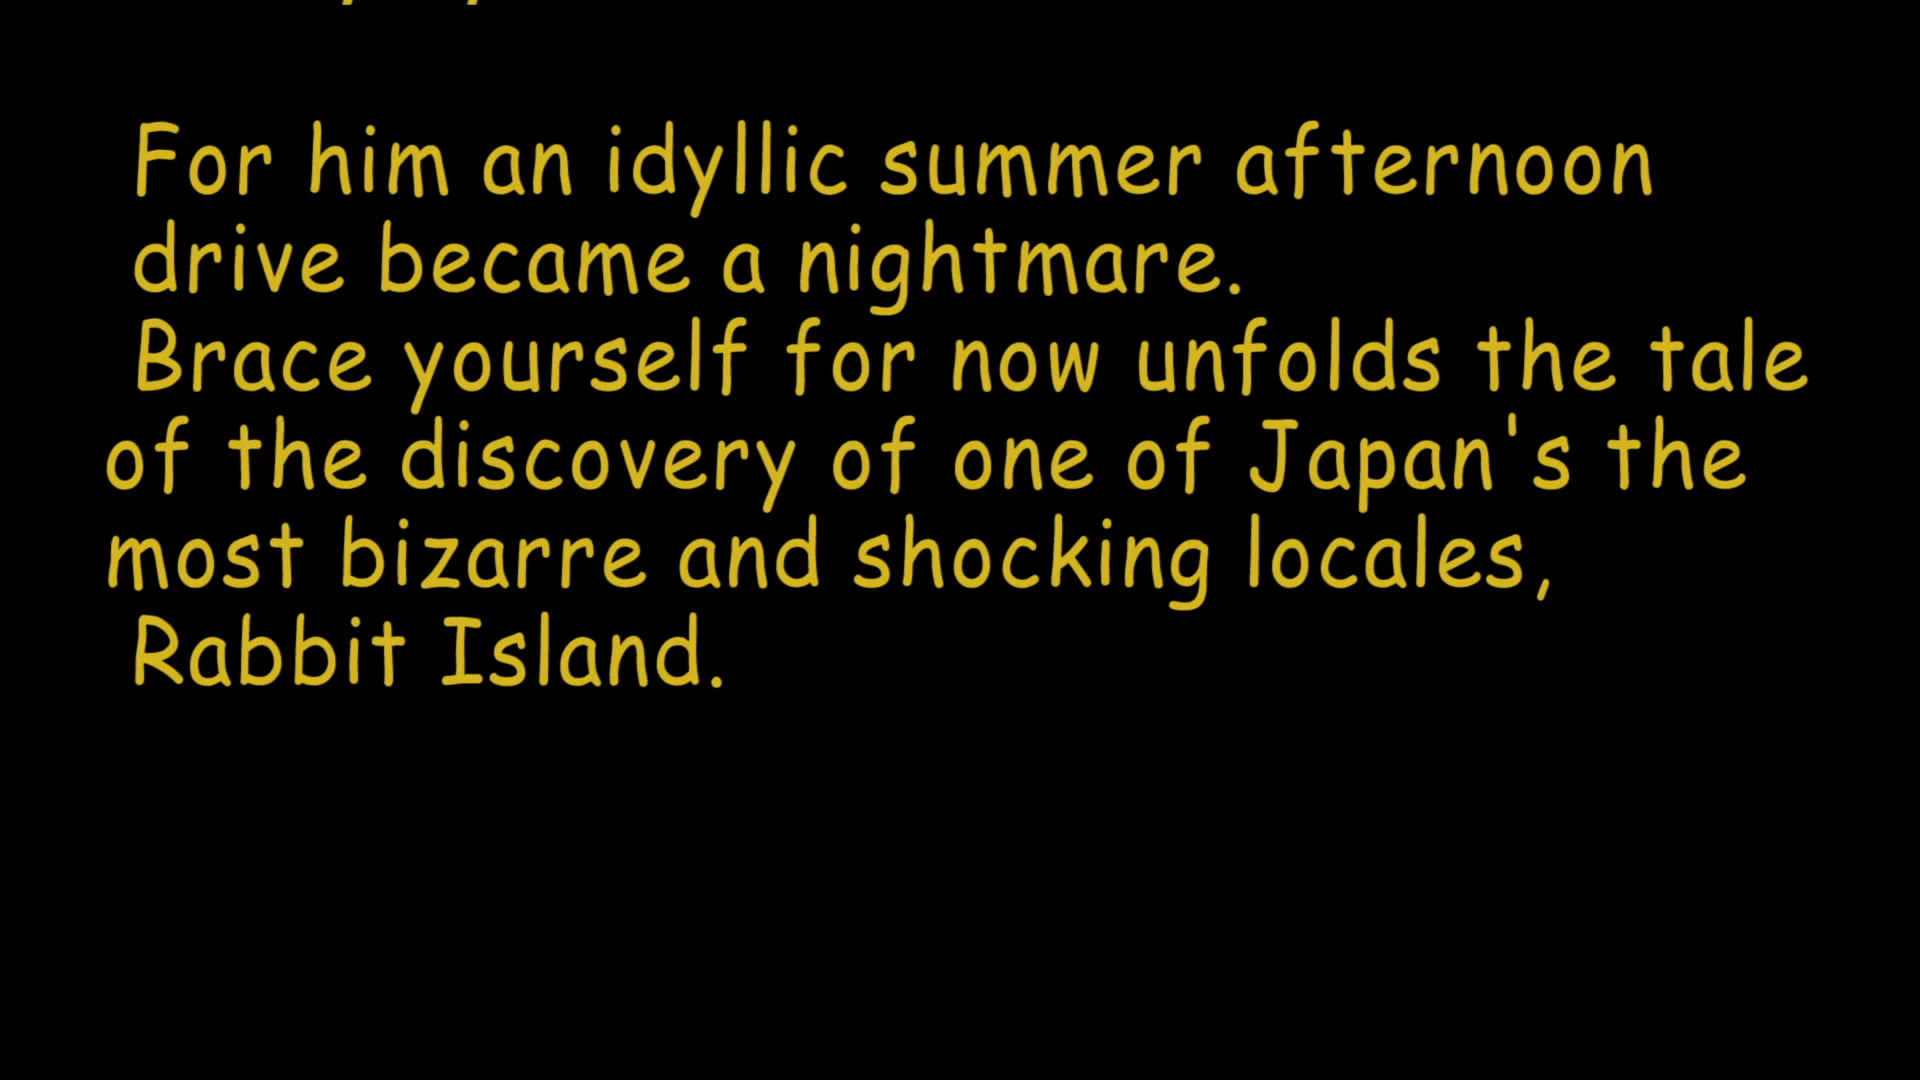 For him an idyllic summer afternoon
drive became a nightmare.
Brace yourself for now unfolds the tale
of the discovery of one of Japan's the
most bizarre and shocking locales,
Rabbit Island.